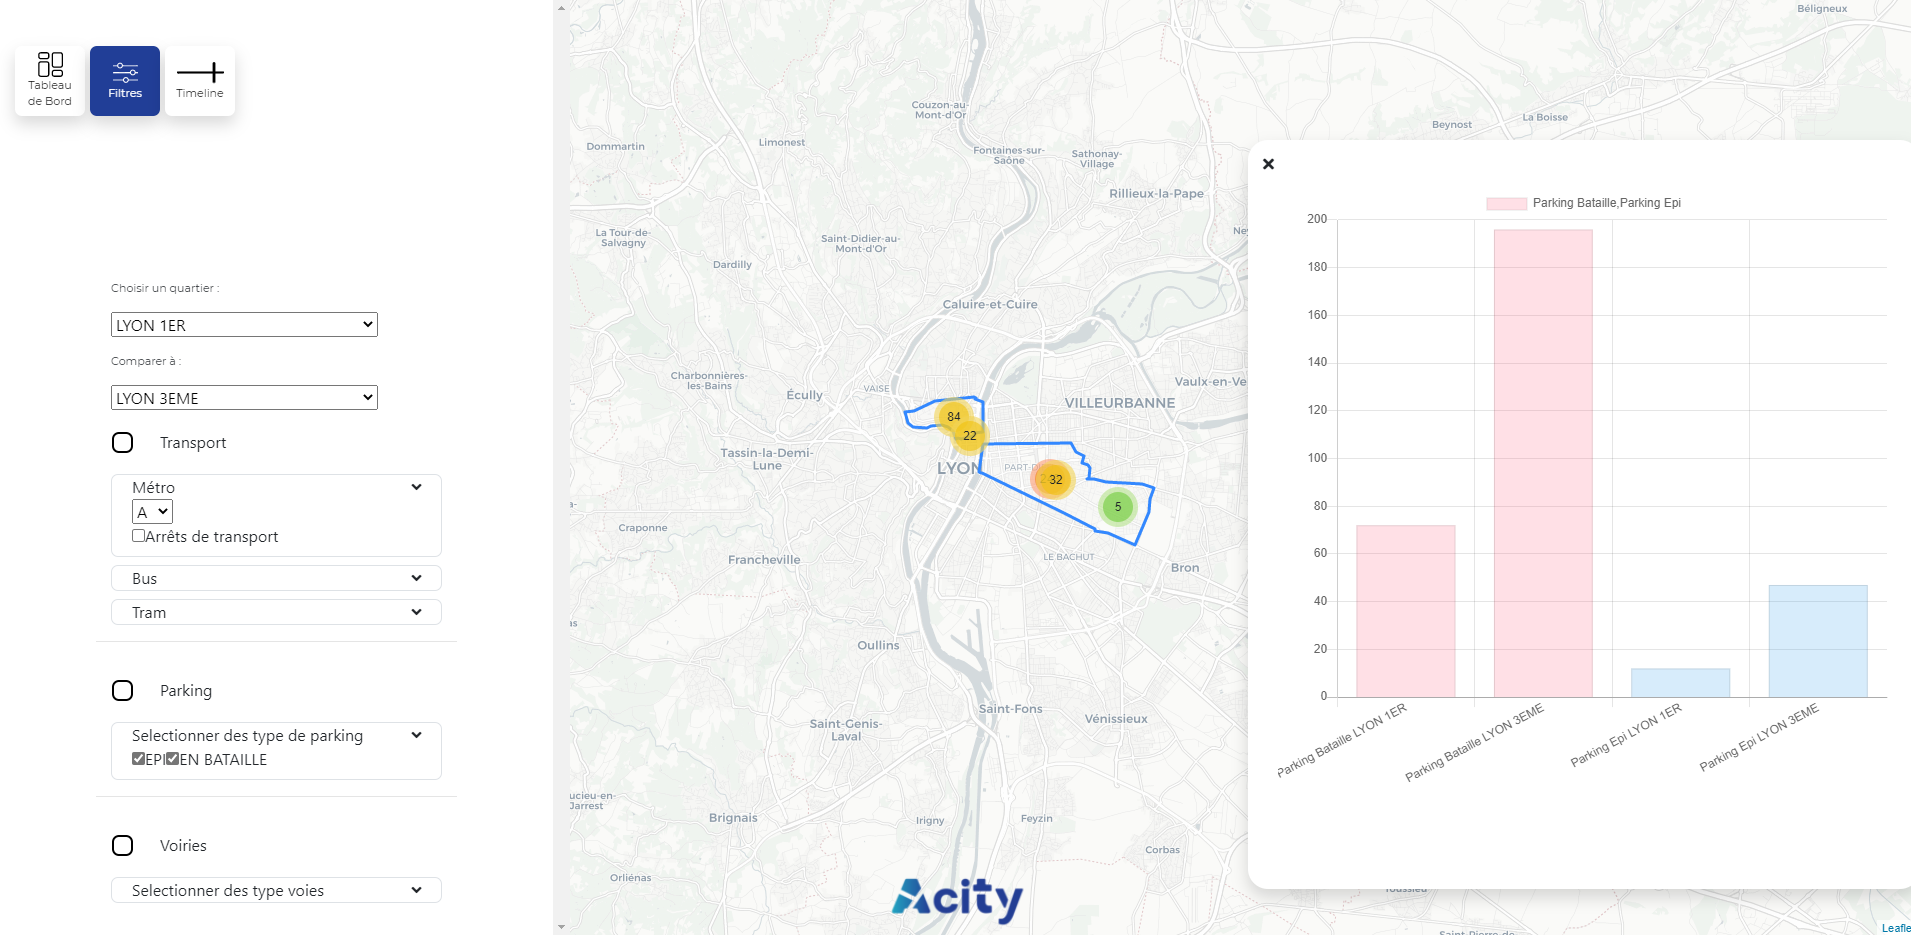 Tableau
de Bord
Filtres
Timeline
Choisir un quartier :
LYON 1ER
Comparer à :
LYON 3EME
Transport
Métro
A
Arrêts de transport
Bus
Tram
Parking
Selectionner des type de parking
EPI EN BATAILLE
Voiries
Selectionner des type voies
Béligneux
Couzon-au-
Mont-d'Or
La Boisse
Beynost
Limonest
Dommartin
Fontaines-sur-
Saône
Sathonay-
Village
Rillieux-la-Pape
La Tour-de-
Salvagny
Saint-Didier-au-
Mont-d'Or
Dardilly
Caluire-et-Cuire
Charbonnières-
les-Bains
VAISE
Écully
Vaulx-en-Ve
VILLEURBANNE
84
22
Tassin-la-Demi-
Lune
LYON
PART-D
32
5
Craponne
Francheville
LE BACHUT
Bron
Oullins
Saint-Fons
Vénissieux
Saint-Genis-
Laval
ucieu-en-
Jarrest
Brignais
Irigny
Feyzin
Corbas
Orliénas
Acity
Leafle
Parking Bataille,Parking Epi
200
180
160
140
120
100
80
60
40
20
0
Parking Bataille LYON 1ER
Parking Bataille LYON 3EME
Parking Epi LYON 1ER
Parking Epi LYON 3EME